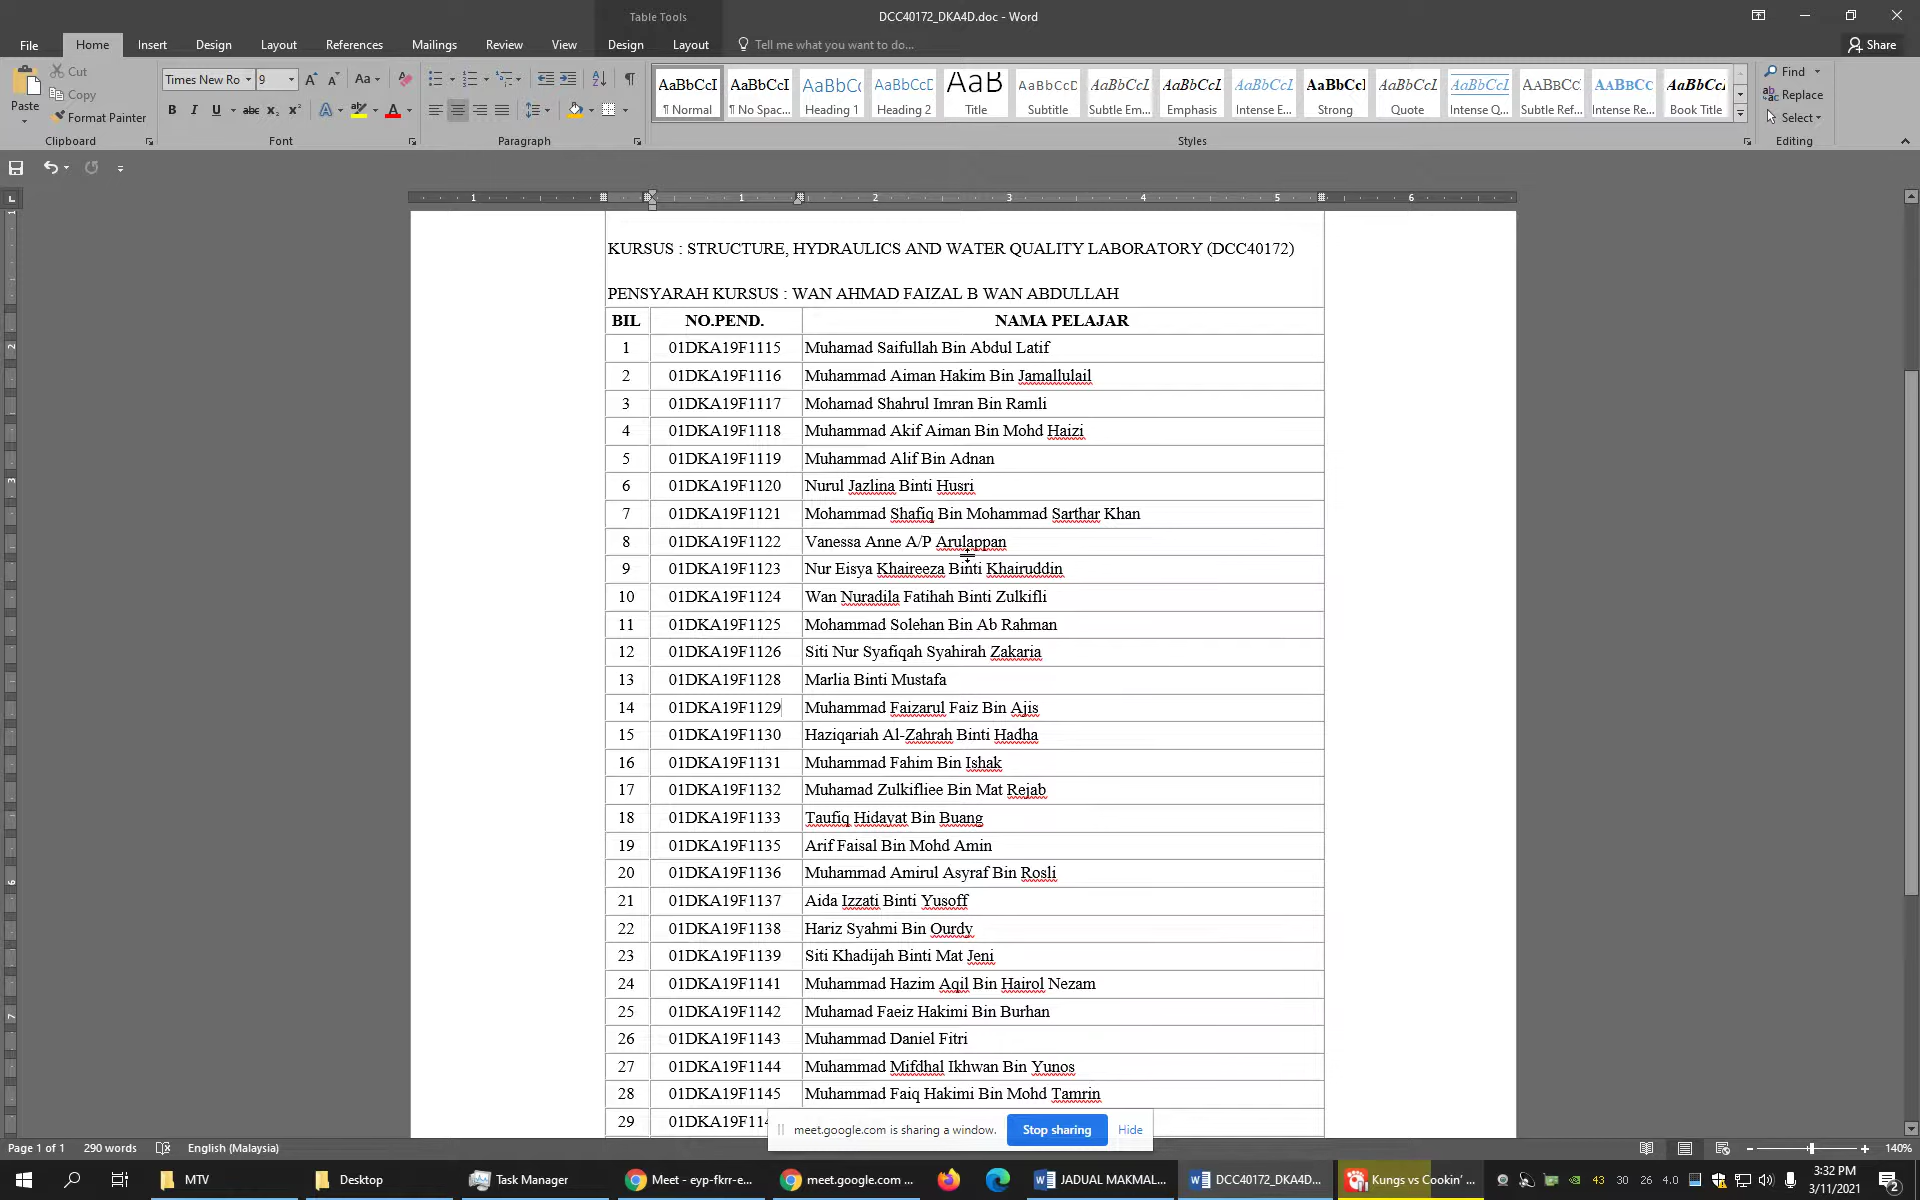 Table Tools
DCC40172_DKA4D.doc - Word
File Home Insert Design Layout References Mailings Review View Design Layout Tell me what you want to do... Share
Paste Cut Copy Format Painter
Times New Ro 9
¶ Normal ¶ No Spac... Heading 1 Heading 2 Title Subtitle Subtle Em... Emphasis Intense E... Strong Quote Intense Q... Subtle Ref... Intense Re... Book Title
Find Replace Select
Clipboard Font Paragraph Styles Editing
1 1 2 3 4 5 6
KURSUS : STRUCTURE, HYDRAULICS AND WATER QUALITY LABORATORY (DCC40172)
PENSYARAH KURSUS : WAN AHMAD FAIZAL B WAN ABDULLAH
BIL NO.PEND. NAMA PELAJAR
1 01DKA19F1115 Muhamad Saifullah Bin Abdul Latif
2 01DKA19F1116 Muhammad Aiman Hakim Bin Jamallulail
3 01DKA19F1117 Mohamad Shahrul Imran Bin Ramli
4 01DKA19F1118 Muhammad Akif Aiman Bin Mohd Haizi
5 01DKA19F1119 Muhammad Alif Bin Adnan
6 01DKA19F1120 Nurul Jazlina Binti Husri
7 01DKA19F1121 Mohammad Shafiq Bin Mohammad Sarthar Khan
8 01DKA19F1122 Vanessa Anne A/P Arulappan
9 01DKA19F1123 Nur Eisya Khaireeza Binti Khairuddin
10 01DKA19F1124 Wan Nuradila Fatihah Binti Zulkifli
11 01DKA19F1125 Mohammad Solehan Bin Ab Rahman
12 01DKA19F1126 Siti Nur Syafiqah Syahirah Zakaria
13 01DKA19F1128 Marlia Binti Mustafa
14 01DKA19F1129 Muhammad Faizarul Faiz Bin Ajis
15 01DKA19F1130 Haziqariah Al-Zahrah Binti Hadha
16 01DKA19F1131 Muhammad Fahim Bin Ishak
17 01DKA19F1132 Muhamad Zulkifliee Bin Mat Rejab
18 01DKA19F1133 Taufiq Hidayat Bin Buang
19 01DKA19F1135 Arif Faisal Bin Mohd Amin
20 01DKA19F1136 Muhammad Amirul Asyraf Bin Rosli
21 01DKA19F1137 Aida Izzati Binti Yusoff
22 01DKA19F1138 Hariz Syahmi Bin Ourdy
23 01DKA19F1139 Siti Khadijah Binti Mat Jeni
24 01DKA19F1141 Muhammad Hazim Aqil Bin Hairol Nezam
25 01DKA19F1142 Muhamad Faeiz Hakimi Bin Burhan
26 01DKA19F1143 Muhammad Daniel Fitri
27 01DKA19F1144 Muhammad Mifdhal Ikhwan Bin Yunos
28 01DKA19F1145 Muhammad Faiq Hakimi Bin Mohd Tamrin
29 01DKA19F114
meet.google.com is sharing a window. Stop sharing Hide
Page 1 of 1 290 words English (Malaysia) 140%
MTV Desktop Task Manager Meet - eyp-fkrr-e... meet.google.com ... JADUAL MAKMAL... DCC40172_DKA4D... Kungs vs Cookin' ... 43 30 26 4.0 3:32 PM
3/11/2021